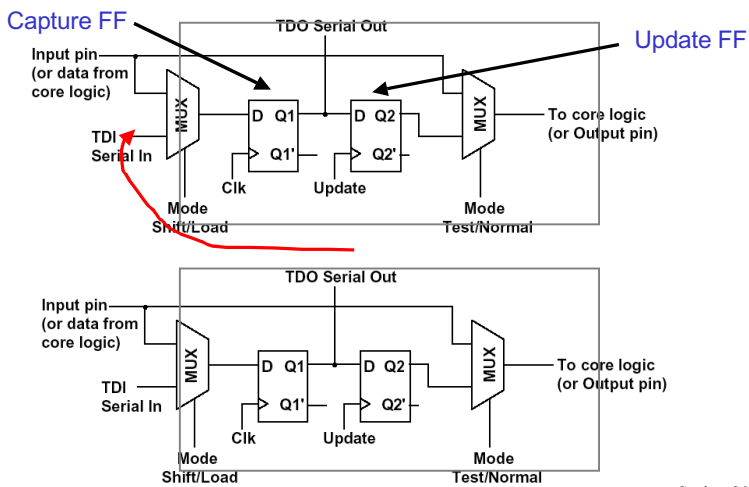 Capture FF
TDO Serial Out
Update FF
Input pin
(or data from
core logic)
MUX
D Q1
D Q2
MUX
To core logic
(or Output pin)
TDI
Serial In
Q1'
Q2'
Clk
Update
Mode
Shift/Load
Mode
Test/Normal
TDO Serial Out
Input pin
(or data from
core logic)
MUX
D Q1
D Q2
MUX
To core logic
(or Output pin)
TDI
Serial In
Q1'
Q2'
Clk
Update
Mode
Shift/Load
Mode
Test/Normal